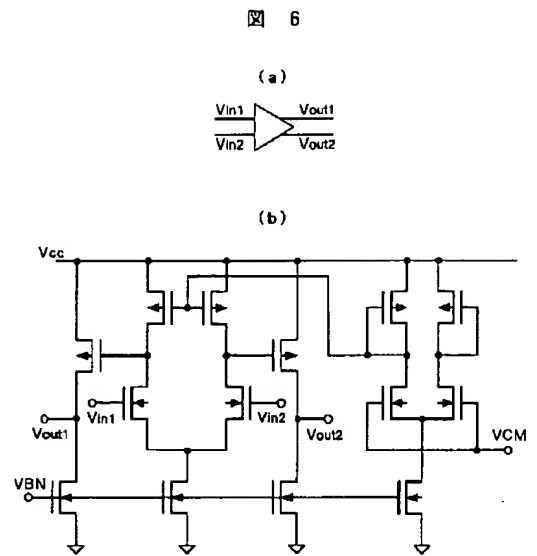 図 6
(a)
Vin1 Vout1
Vin2 Vout2
(b)
Vcc
Vin1 Vin2
Vout1 Vout2 VCM
VBN